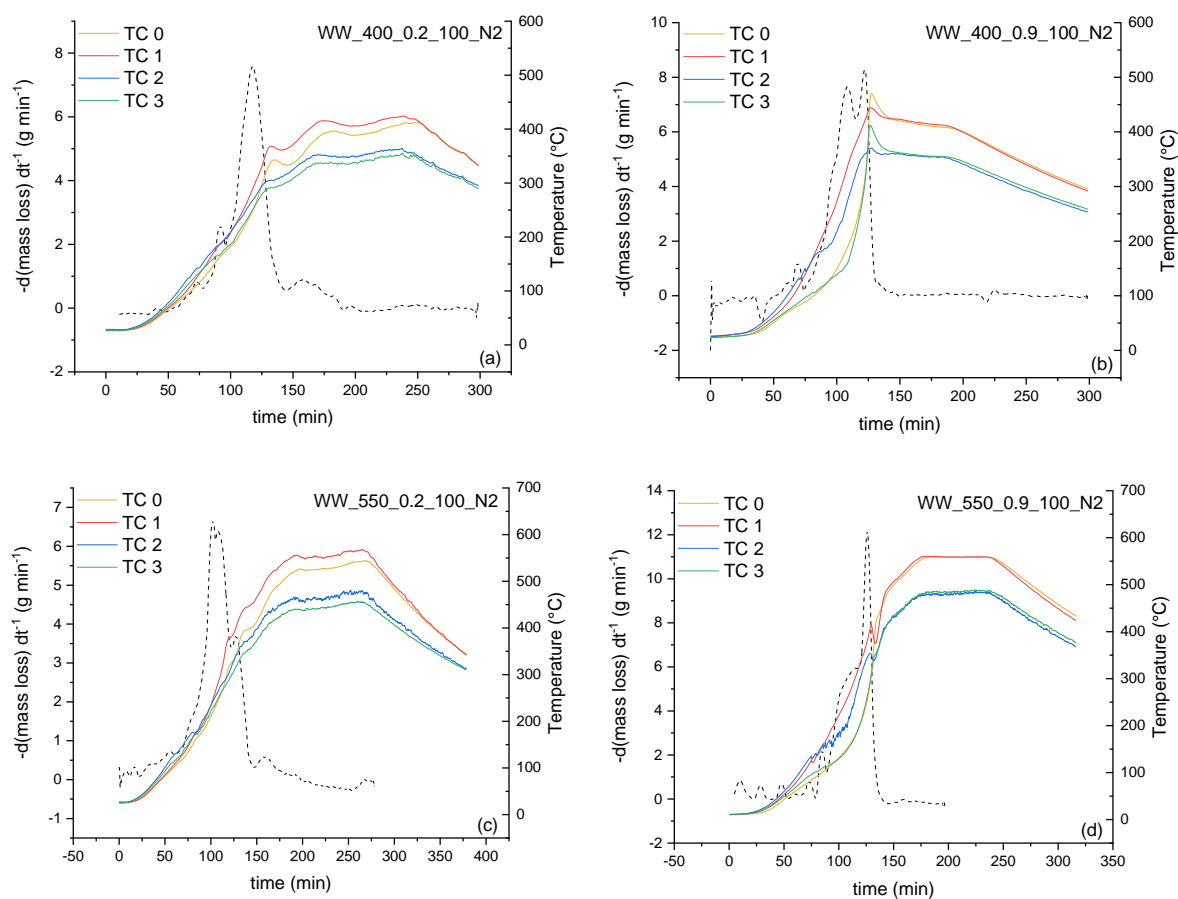 WW_400_0.2_100_N2
TC 0
TC 1
TC 2
TC 3
-d(mass loss) dt⁻¹ (g min⁻¹)
8
6
4
2
0
-2
Temperature (°C)
600
500
400
300
200
100
0
0 50 100 150 200 250 300
time (min)
(a)
WW_400_0.9_100_N2
TC 0
TC 1
TC 2
TC 3
-d(mass loss) dt⁻¹ (g min⁻¹)
10
8
6
4
2
0
-2
Temperature (°C)
600
500
400
300
200
100
0
0 50 100 150 200 250 300
time (min)
(b)
WW_550_0.2_100_N2
TC 0
TC 1
TC 2
TC 3
-d(mass loss) dt⁻¹ (g min⁻¹)
7
6
5
4
3
2
1
0
-1
Temperature (°C)
700
600
500
400
300
200
100
0
-50 0 50 100 150 200 250 300 350 400
time (min)
(c)
WW_550_0.9_100_N2
TC 0
TC 1
TC 2
TC 3
-d(mass loss) dt⁻¹ (g min⁻¹)
14
12
10
8
6
4
2
0
-2
Temperature (°C)
700
600
500
400
300
200
100
0
-50 0 50 100 150 200 250 300 350
time (min)
(d)